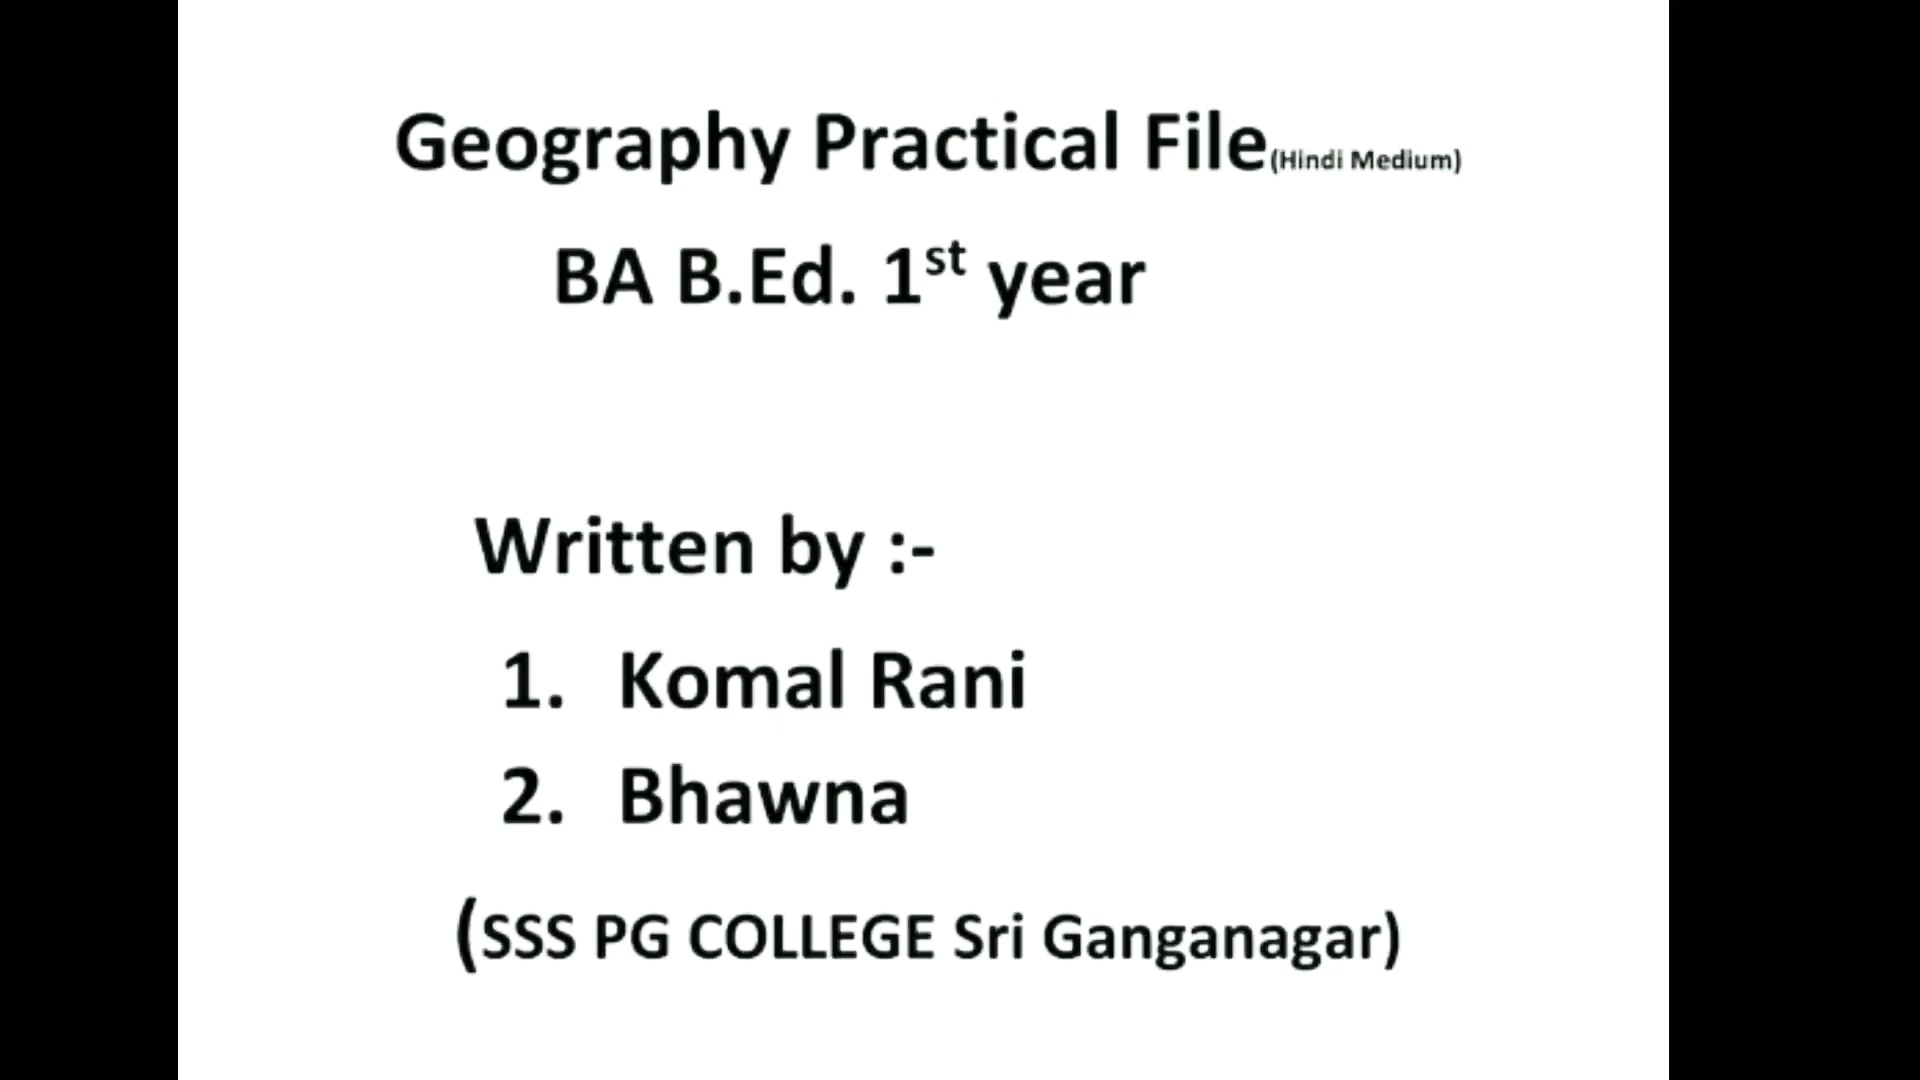 Geography Practical File(Hindi Medium)
BA B.Ed. 1st year
Written by :-
1. Komal Rani
2. Bhawna
(SSS PG COLLEGE Sri Ganganagar)